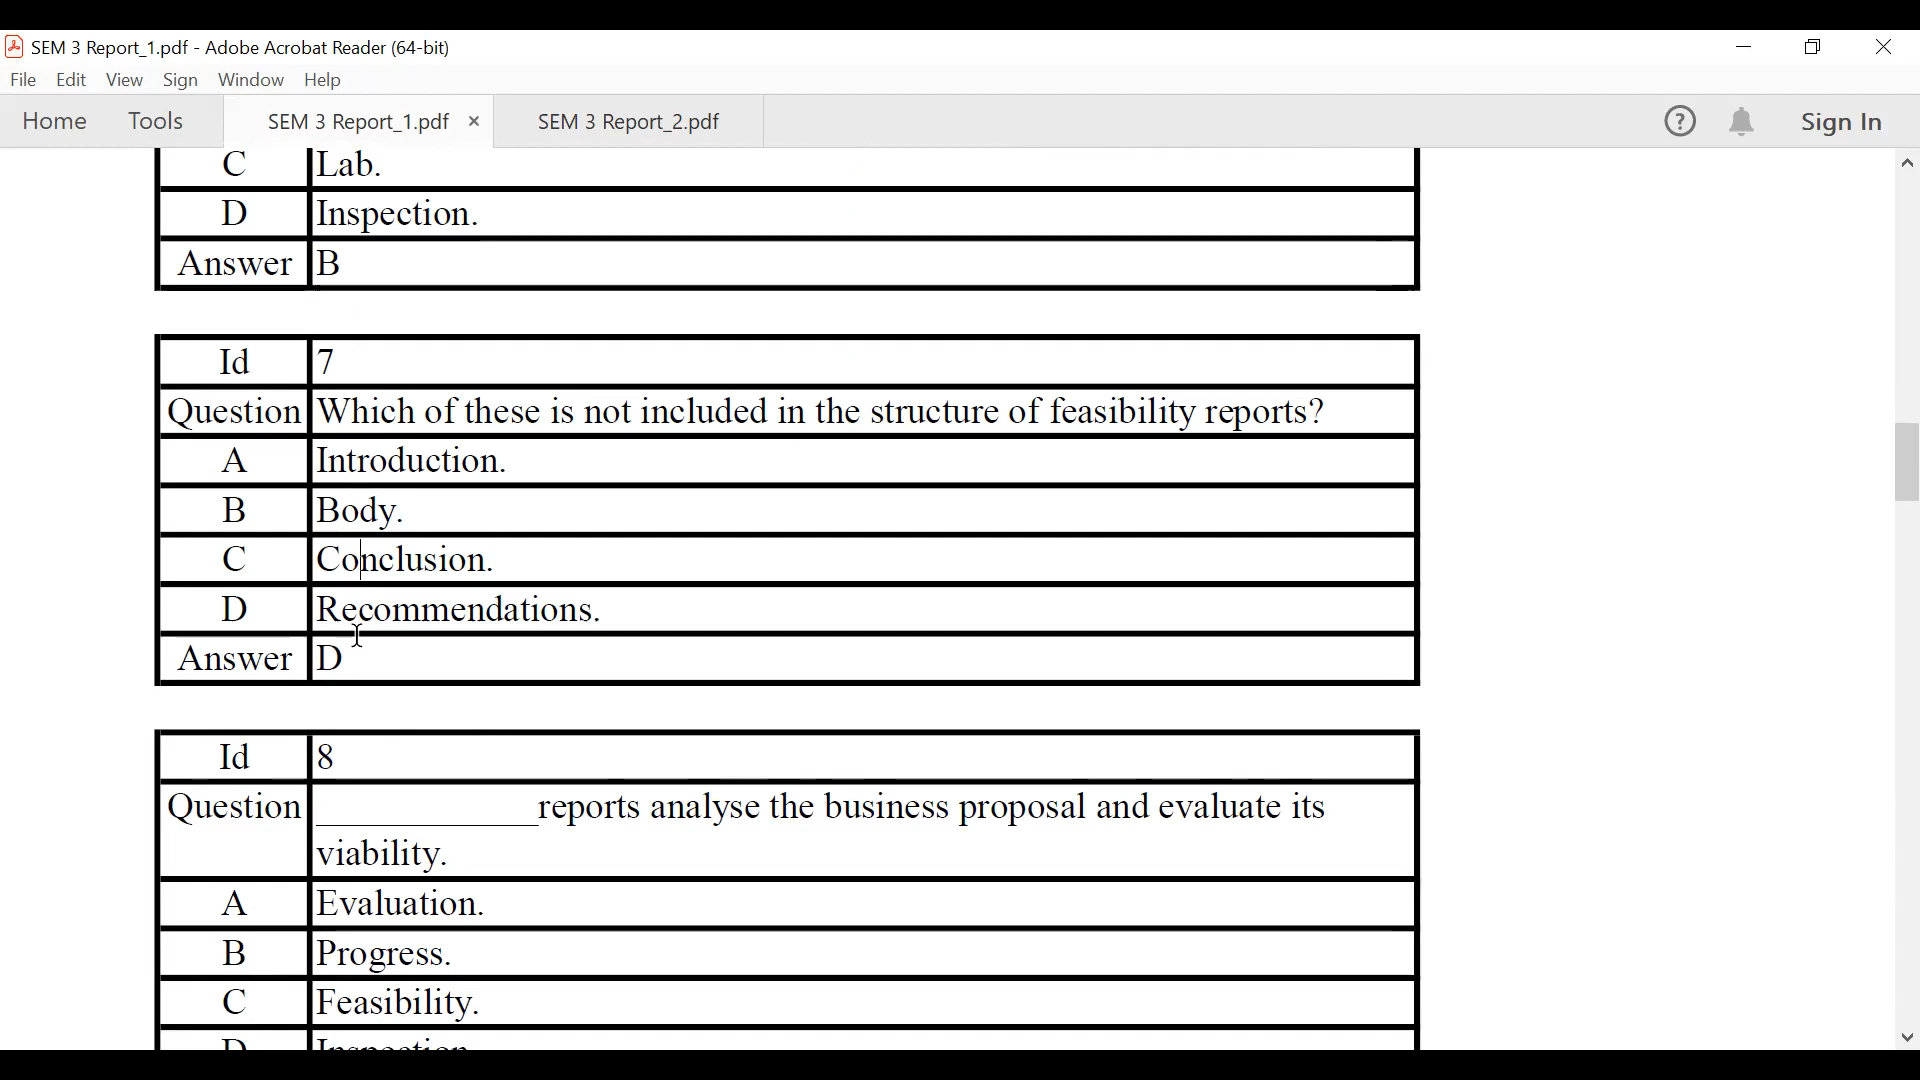 SEM 3 Report_1.pdf - Adobe Acrobat Reader (64-bit)
File Edit View Sign Window Help
Home Tools SEM 3 Report_1.pdf × SEM 3 Report_2.pdf ? Sign In
C Lab.
D Inspection.
Answer B
Id 7
Question Which of these is not included in the structure of feasibility reports?
A Introduction.
B Body.
C Conclusion.
D Recommendations.
Answer D
Id 8
Question ____________reports analyse the business proposal and evaluate its
viability.
A Evaluation.
B Progress.
C Feasibility.
D Inspection